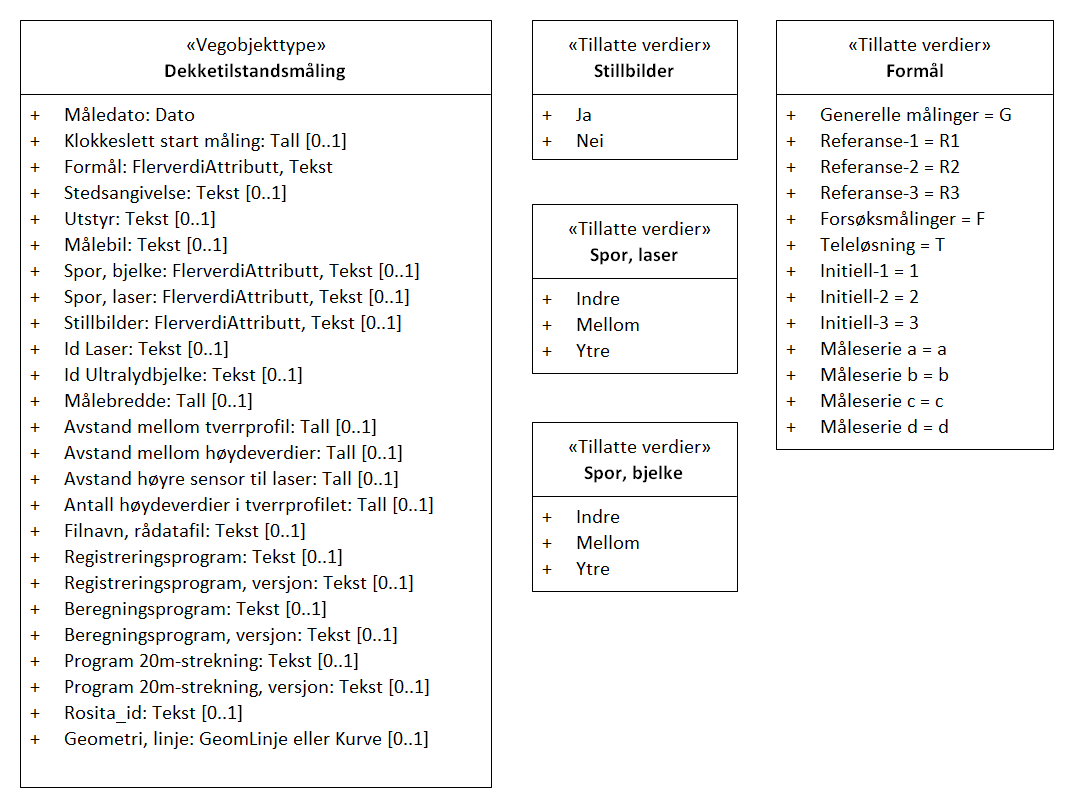 «Vegobjekttype»
Dekketilstandsmåling
+ Måledato: Dato
+ Klokkeslett start måling: Tall [0..1]
+ Formål: FlerverdiAttributt, Tekst
+ Stedsangivelse: Tekst [0..1]
+ Utstyr: Tekst [0..1]
+ Målebil: Tekst [0..1]
+ Spor, bjelke: FlerverdiAttributt, Tekst [0..1]
+ Spor, laser: FlerverdiAttributt, Tekst [0..1]
+ Stillbilder: FlerverdiAttributt, Tekst [0..1]
+ Id Laser: Tekst [0..1]
+ Id Ultralydbjelke: Tekst [0..1]
+ Målebredde: Tall [0..1]
+ Avstand mellom tverrprofil: Tall [0..1]
+ Avstand mellom høydeverdier: Tall [0..1]
+ Avstand høyre sensor til laser: Tall [0..1]
+ Antall høydeverdier i tverrprofilet: Tall [0..1]
+ Filnavn, rådatafil: Tekst [0..1]
+ Registreringsprogram: Tekst [0..1]
+ Registreringsprogram, versjon: Tekst [0..1]
+ Beregningsprogram: Tekst [0..1]
+ Beregningsprogram, versjon: Tekst [0..1]
+ Program 20m-strekning: Tekst [0..1]
+ Program 20m-strekning, versjon: Tekst [0..1]
+ Rosita_id: Tekst [0..1]
+ Geometri, linje: GeomLinje eller Kurve [0..1]
«Tillatte verdier»
Stillbilder
+ Ja
+ Nei
«Tillatte verdier»
Spor, laser
+ Indre
+ Mellom
+ Ytre
«Tillatte verdier»
Spor, bjelke
+ Indre
+ Mellom
+ Ytre
«Tillatte verdier»
Formål
+ Generelle målinger = G
+ Referanse-1 = R1
+ Referanse-2 = R2
+ Referanse-3 = R3
+ Forsøksmålinger = F
+ Teleløsning = T
+ Initiell-1 = 1
+ Initiell-2 = 2
+ Initiell-3 = 3
+ Måleserie a = a
+ Måleserie b = b
+ Måleserie c = c
+ Måleserie d = d